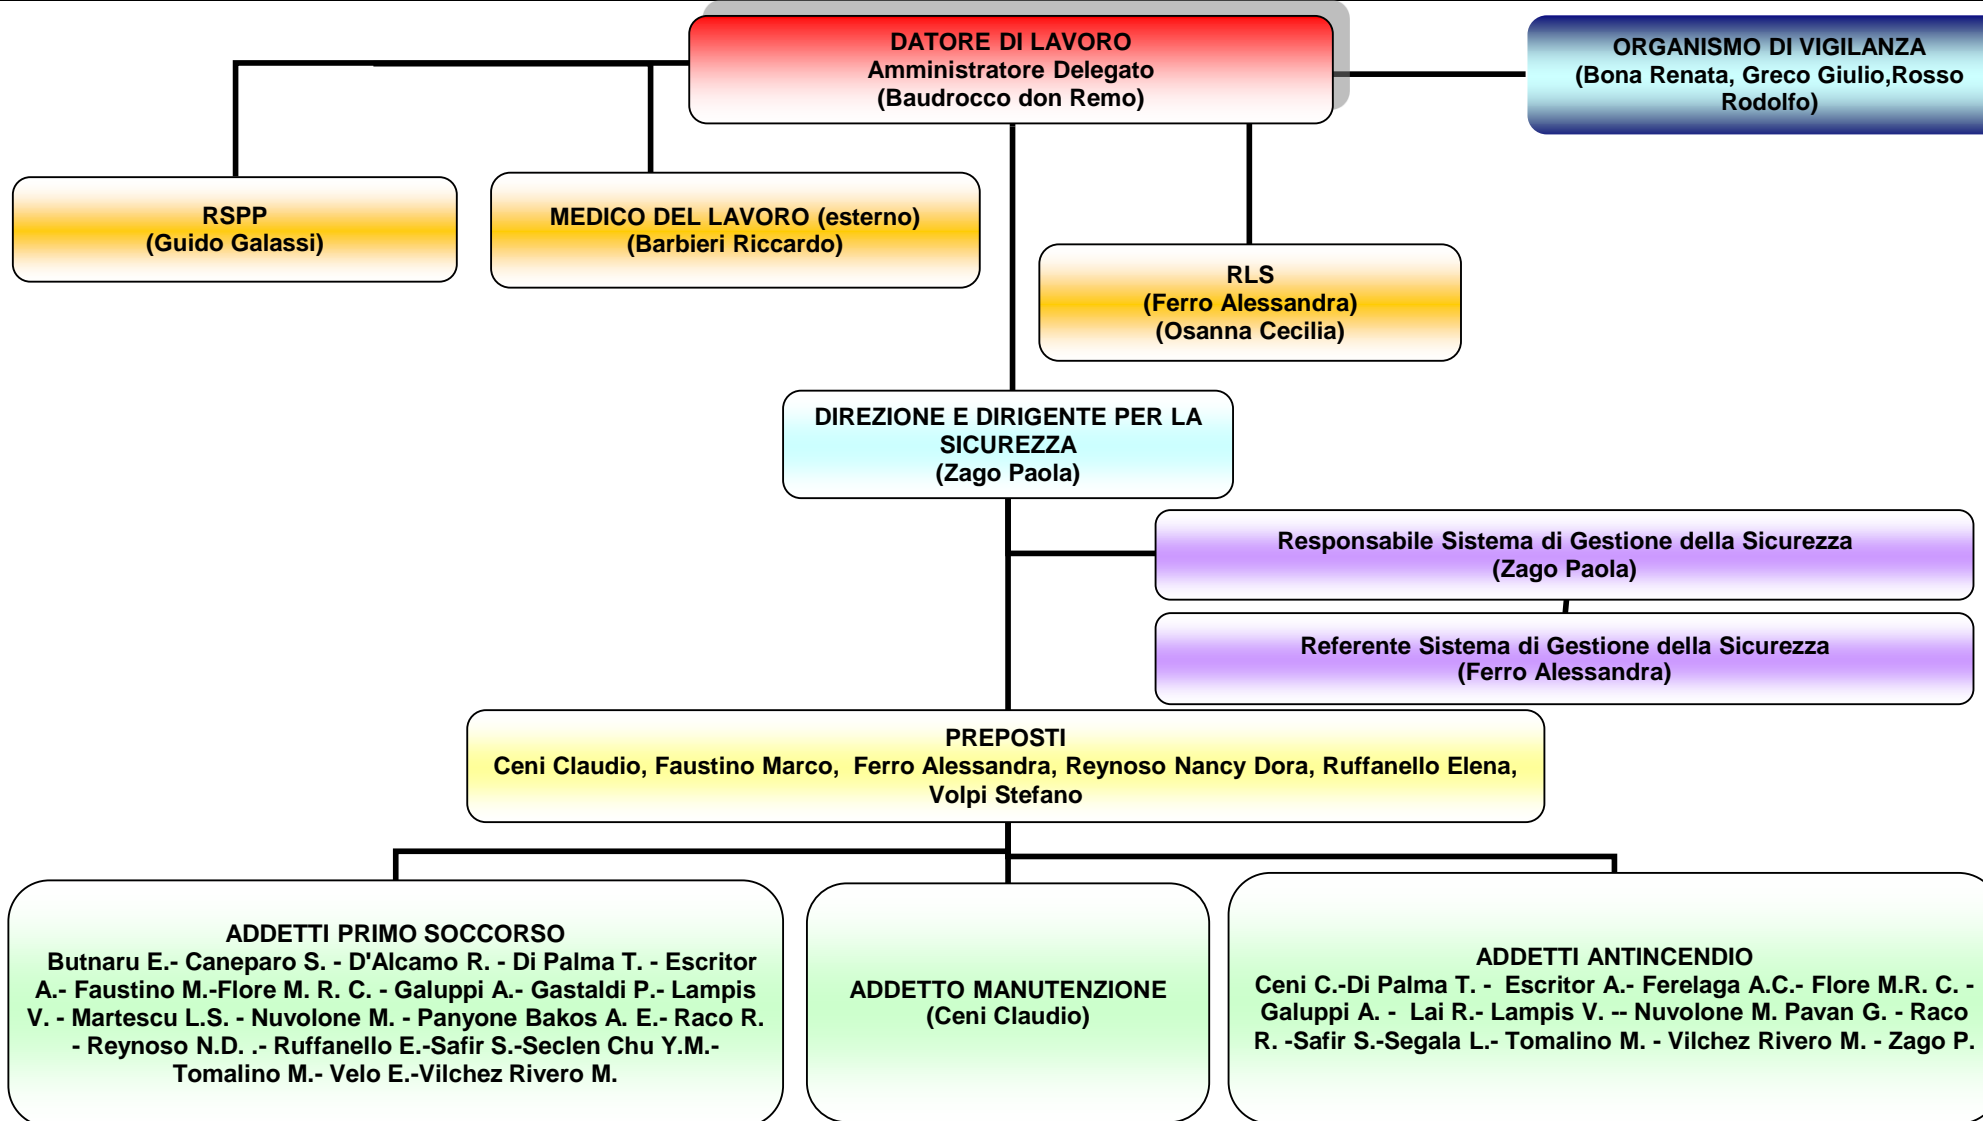 DATORE DI LAVORO
Amministratore Delegato
(Baudrocco don Remo)
ORGANISMO DI VIGILANZA
(Bona Renata, Greco Giulio,Rosso
Rodolfo)
RSPP
(Guido Galassi)
MEDICO DEL LAVORO (esterno)
(Barbieri Riccardo)
RLS
(Ferro Alessandra)
(Osanna Cecilia)
DIREZIONE E DIRIGENTE PER LA
SICUREZZA
(Zago Paola)
Responsabile Sistema di Gestione della Sicurezza
(Zago Paola)
Referente Sistema di Gestione della Sicurezza
(Ferro Alessandra)
PREPOSTI
Ceni Claudio, Faustino Marco,  Ferro Alessandra, Reynoso Nancy Dora, Ruffanello Elena,
Volpi Stefano
ADDETTI PRIMO SOCCORSO
Butnaru E.- Caneparo S. - D'Alcamo R. - Di Palma T. - Escritor
A.- Faustino M.-Flore M. R. C. - Galuppi A.- Gastaldi P.- Lampis
V. - Martescu L.S. - Nuvolone M. - Panyone Bakos A. E.- Raco R.
- Reynoso N.D. .- Ruffanello E.-Safir S.-Seclen Chu Y.M.-
Tomalino M.- Velo E.-Vilchez Rivero M.
ADDETTO MANUTENZIONE
(Ceni Claudio)
ADDETTI ANTINCENDIO
Ceni C.-Di Palma T. -  Escritor A.- Ferelaga A.C.- Flore M.R. C. -
Galuppi A. -  Lai R.- Lampis V. -- Nuvolone M. Pavan G. - Raco
R. -Safir S.-Segala L.- Tomalino M. - Vilchez Rivero M. - Zago P.